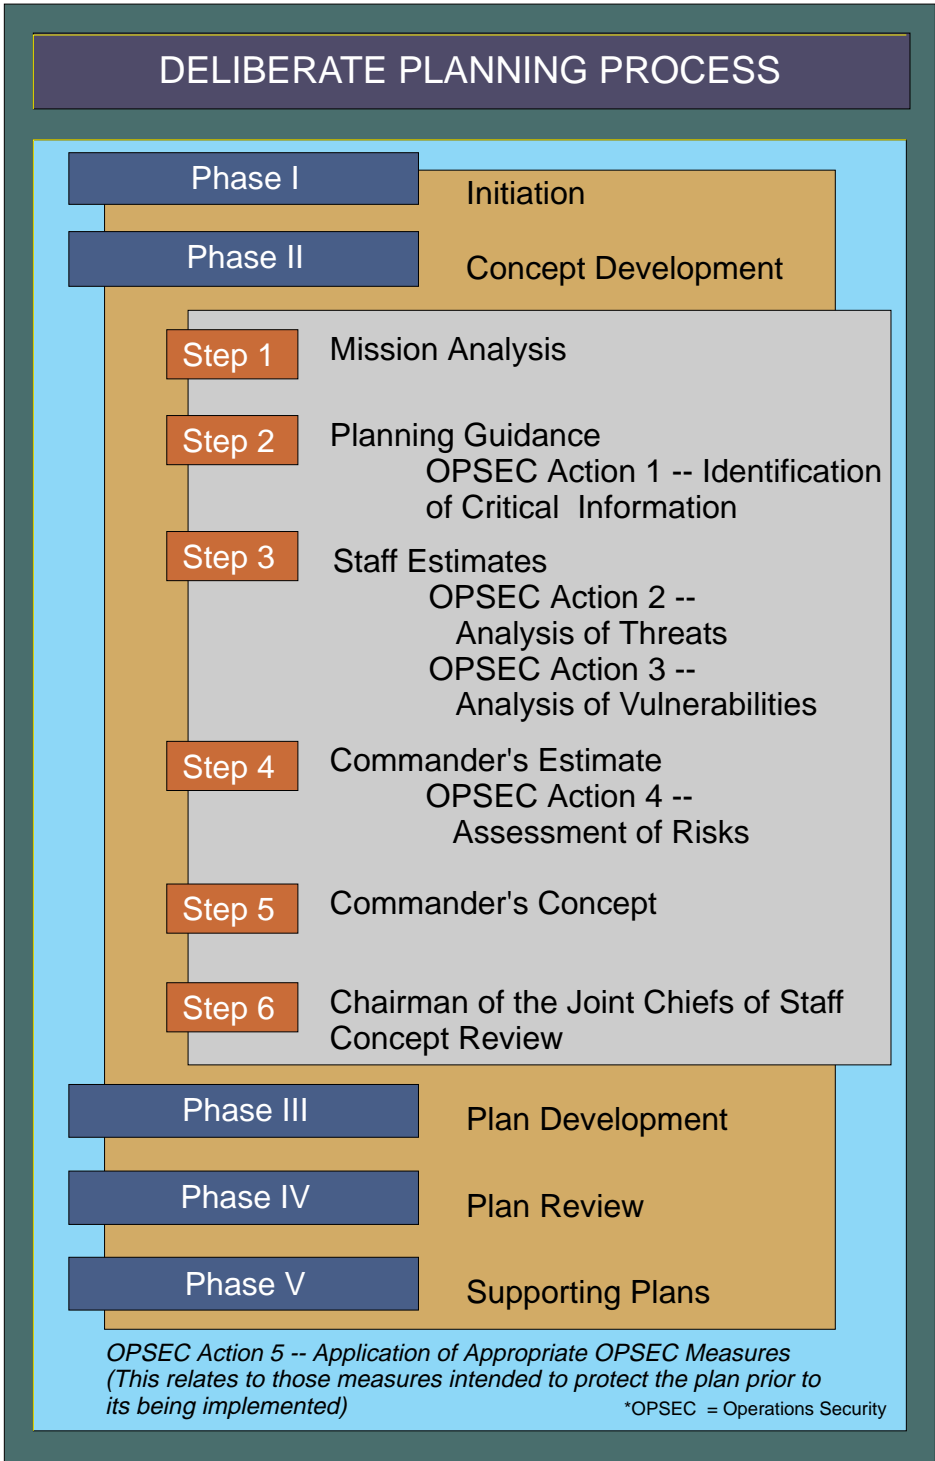 DELIBERATE PLANNING PROCESS
Phase I
Initiation
Phase II
Concept Development
Step 1
Mission Analysis
Step 2
Planning Guidance
OPSEC Action 1 -- Identification
of Critical Information
Step 3
Staff Estimates
OPSEC Action 2 --
Analysis of Threats
OPSEC Action 3 --
Analysis of Vulnerabilities
Step 4
Commander's Estimate
OPSEC Action 4 --
Assessment of Risks
Step 5
Commander's Concept
Step 6
Chairman of the Joint Chiefs of Staff
Concept Review
Phase III
Plan Development
Phase IV
Plan Review
Phase V
Supporting Plans
OPSEC Action 5 -- Application of Appropriate OPSEC Measures
(This relates to those measures intended to protect the plan prior to
its being implemented)
*OPSEC = Operations Security